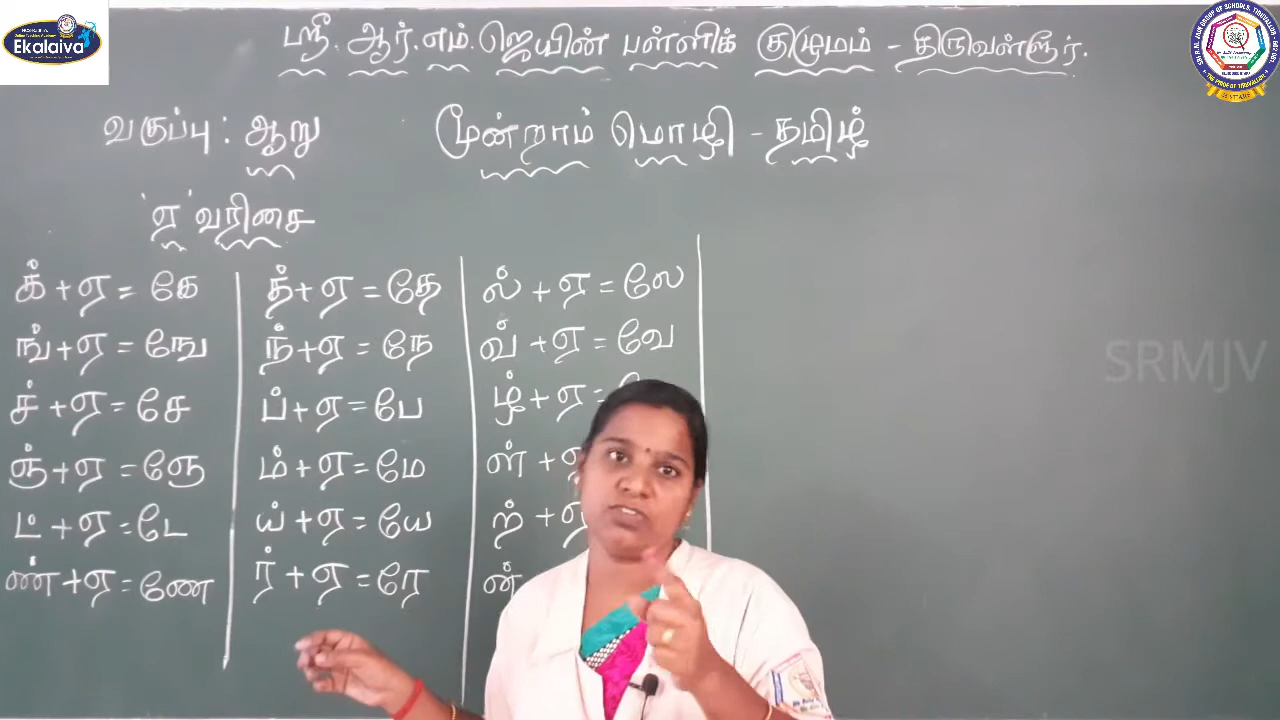 Ekalaiva
ஸ்ரீ. ஆர். எம். ஜெயின் பள்ளிக் குழுமம் - திருவள்ளூர்.
வகுப்பு : ஆறு
மூன்றாம் மொழி - தமிழ்
'ஏ' வரிசை
க் + ஏ = கே
ங் + ஏ = ஙே
ச் + ஏ = சே
ஞ் + ஏ = ஞே
ட் + ஏ = டே
ண் + ஏ = ணே
த் + ஏ = தே
ந் + ஏ = நே
ப் + ஏ = பே
ம் + ஏ = மே
ய் + ஏ = யே
ர் + ஏ = ரே
ல் + ஏ = லே
வ் + ஏ = வே
ழ் + ஏ =
ள் + ஏ
ற் + ஏ
ன்
SRMJV